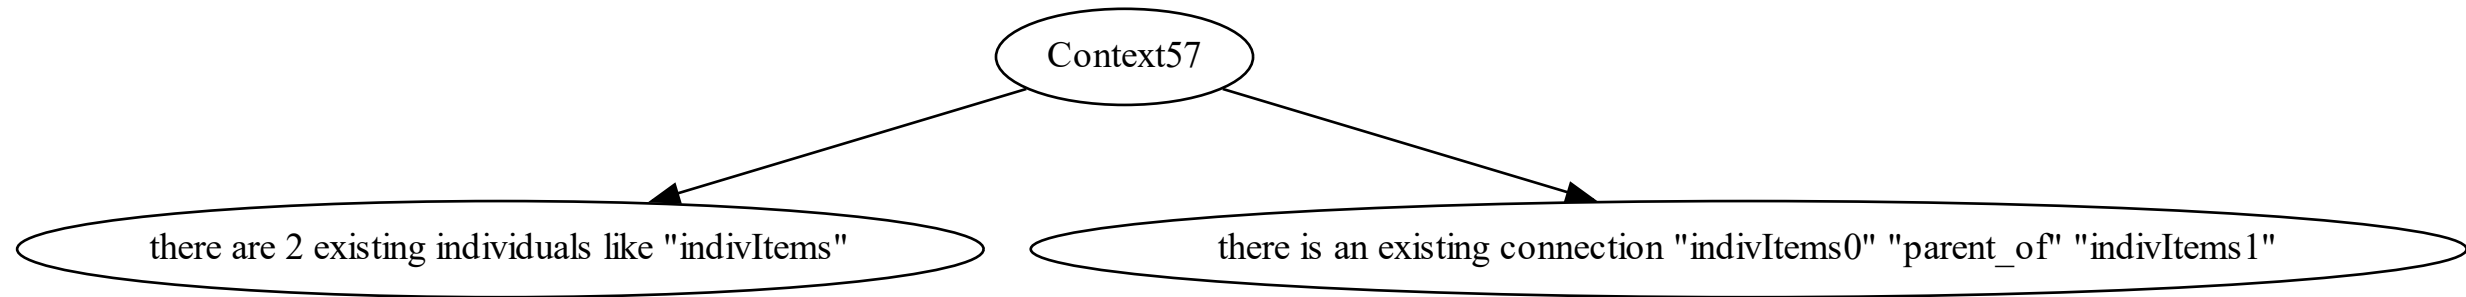 Context57
there are 2 existing individuals like "indivItems"
there is an existing connection "indivItems0" "parent_of" "indivItems1"